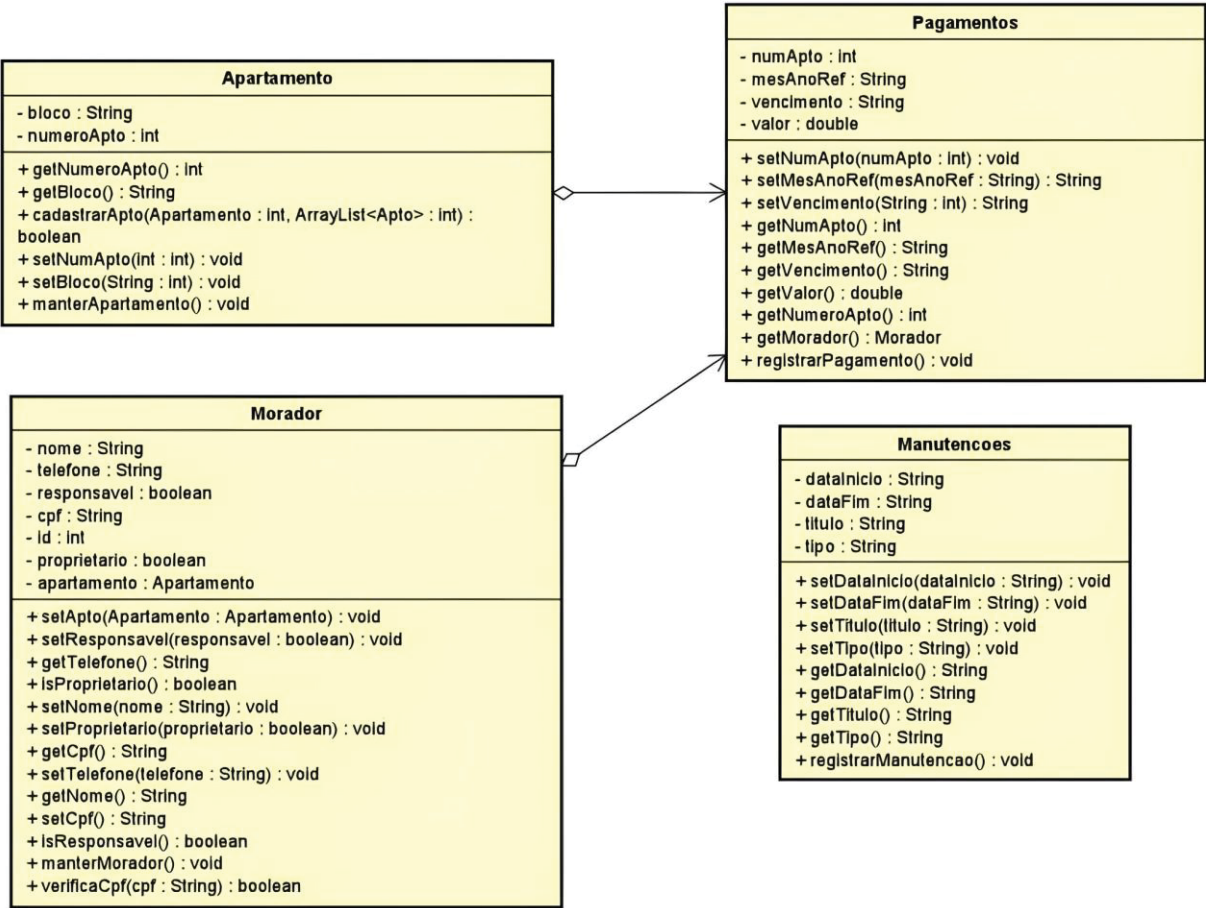 Apartamento
- bloco : String
- numeroApto : int
+ getNumeroApto() : int
+ getBloco() : String
+ cadastrarApto(Apartamento : int, ArrayList<Apto> : int) :
boolean
+ setNumApto(int : int) : void
+ setBloco(String : int) : void
+ manterApartamento() : void
Pagamentos
- numApto : int
- mesAnoRef : String
- vencimento : String
- valor : double
+ setNumApto(numApto : int) : void
+ setMesAnoRef(mesAnoRef : String) : String
+ setVencimento(String : int) : String
+ getNumApto() : int
+ getMesAnoRef() : String
+ getVencimento() : String
+ getValor() : double
+ getNumeroApto() : int
+ getMorador() : Morador
+ registrarPagamento() : void
Morador
- nome : String
- telefone : String
- responsavel : boolean
- cpf : String
- id : int
- proprietario : boolean
- apartamento : Apartamento
+ setApto(Apartamento : Apartamento) : void
+ setResponsavel(responsavel : boolean) : void
+ getTelefone() : String
+ isProprietario() : boolean
+ setNome(nome : String) : void
+ setProprietario(proprietario : boolean) : void
+ getCpf() : String
+ setTelefone(telefone : String) : void
+ getNome() : String
+ setCpf() : String
+ isResponsavel() : boolean
+ manterMorador() : void
+ verificaCpf(cpf : String) : boolean
Manutencoes
- dataInicio : String
- dataFim : String
- titulo : String
- tipo : String
+ setDataInicio(dataInicio : String) : void
+ setDataFim(dataFim : String) : void
+ setTitulo(titulo : String) : void
+ setTipo(tipo : String) : void
+ getDataInicio() : String
+ getDataFim() : String
+ getTitulo() : String
+ getTipo() : String
+ registrarManutencao() : void